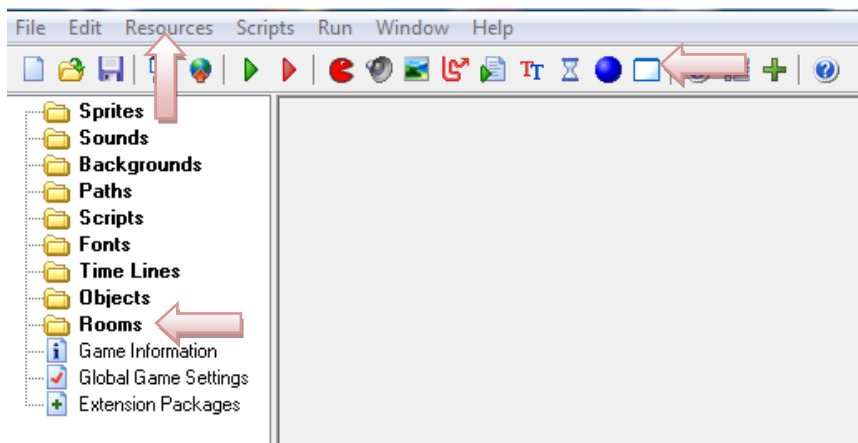 File Edit Resources Scripts Run Window Help
TT
Sprites
Sounds
Backgrounds
Paths
Scripts
Fonts
Time Lines
Objects
Rooms
Game Information
Global Game Settings
Extension Packages